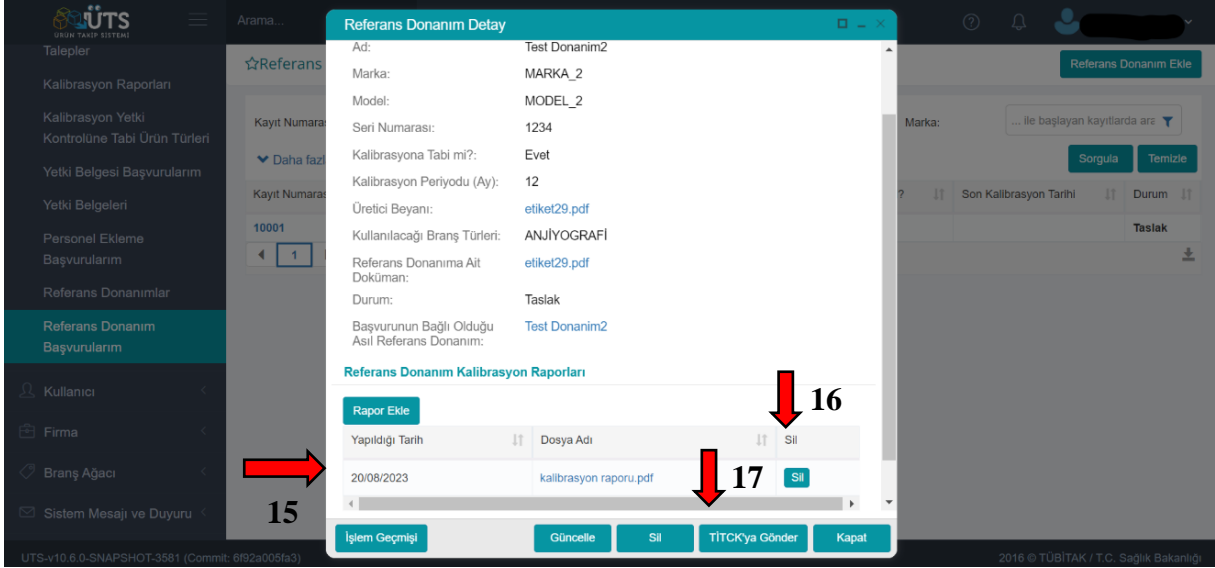 ÜTS
ÜRÜN TAKİP SİSTEMİ
Arama...
Talepler
Kalibrasyon Raporları
Kalibrasyon Yetki
Kontrolüne Tabi Ürün Türleri
Yetki Belgesi Başvurularım
Yetki Belgeleri
Personel Ekleme
Başvurularım
Referans Donanımlar
Referans Donanım
Başvurularım
Kullanıcı
Firma
Branş Ağacı
Sistem Mesajı ve Duyuru
UTS-v10.6.0-SNAPSHOT-3581 (Commit: 6f92a005fa3)
Referans
Referans Donanım Ekle
Kayıt Numara
Marka:
... ile başlayan kayıtlarda ara
Daha fazl
Sorgula
Temizle
Kayıt Numaras
?
Son Kalibrasyon Tarihi
Durum
10001
Taslak
1
Referans Donanım Detay
Ad: Test Donanim2
Marka: MARKA_2
Model: MODEL_2
Seri Numarası: 1234
Kalibrasyona Tabi mi?: Evet
Kalibrasyon Periyodu (Ay): 12
Üretici Beyanı: etiket29.pdf
Kullanılacağı Branş Türleri: ANJİYOGRAFİ
Referans Donanıma Ait etiket29.pdf
Doküman:
Durum: Taslak
Başvurunun Bağlı Olduğu Test Donanim2
Asıl Referans Donanım:
Referans Donanım Kalibrasyon Raporları
16
Rapor Ekle
Yapıldığı Tarih Dosya Adı Sil
17
20/08/2023 kalibrasyon raporu.pdf Sil
15
İşlem Geçmişi Güncelle Sil TİTCK'ya Gönder Kapat
2016 © TÜBİTAK / T.C. Sağlık Bakanlığı